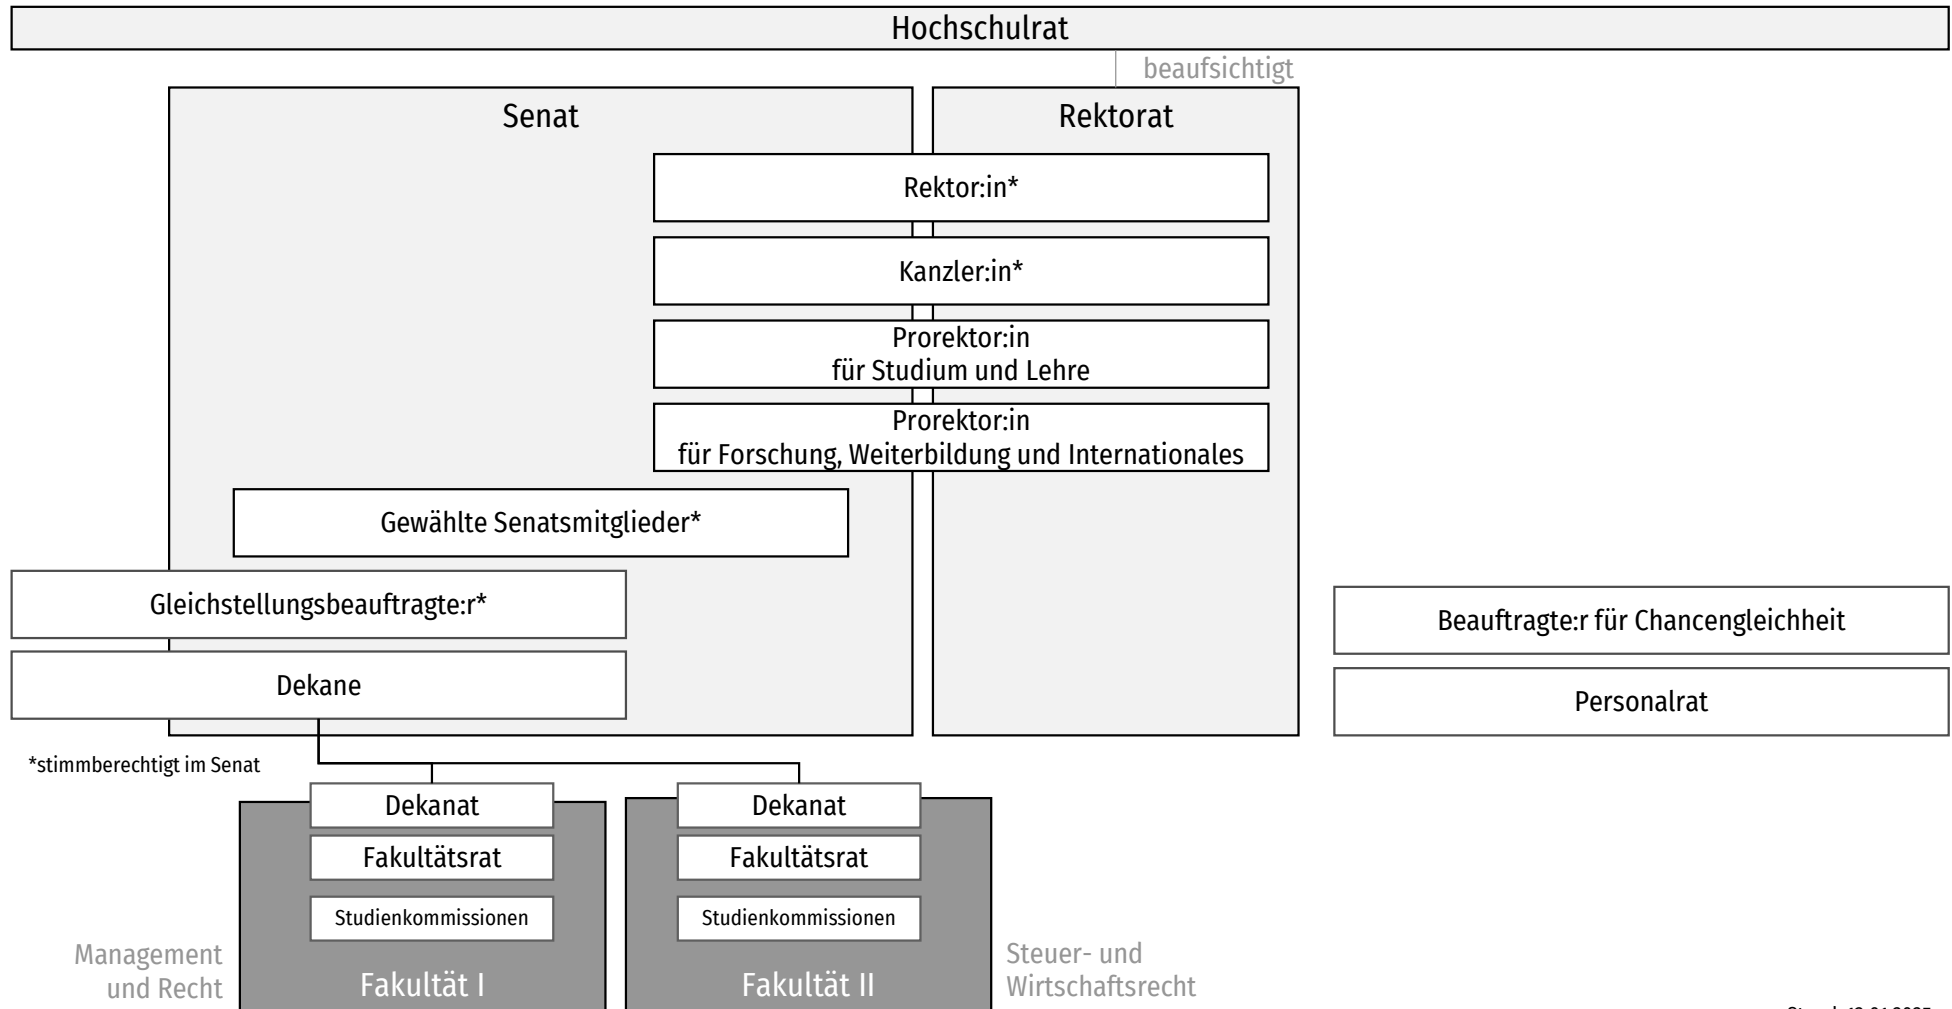 Hochschulrat
beaufsichtigt
Senat
Rektorat
Rektor:in*
Kanzler:in*
Prorektor:in
für Studium und Lehre
Prorektor:in
für Forschung, Weiterbildung und Internationales
Gewählte Senatsmitglieder*
Gleichstellungsbeauftragte:r*
Beauftragte:r für Chancengleichheit
Dekane
Personalrat
*stimmberechtigt im Senat
Dekanat
Fakultätsrat
Studienkommissionen
Management
und Recht
Fakultät I
Dekanat
Fakultätsrat
Studienkommissionen
Fakultät II
Steuer- und
Wirtschaftsrecht